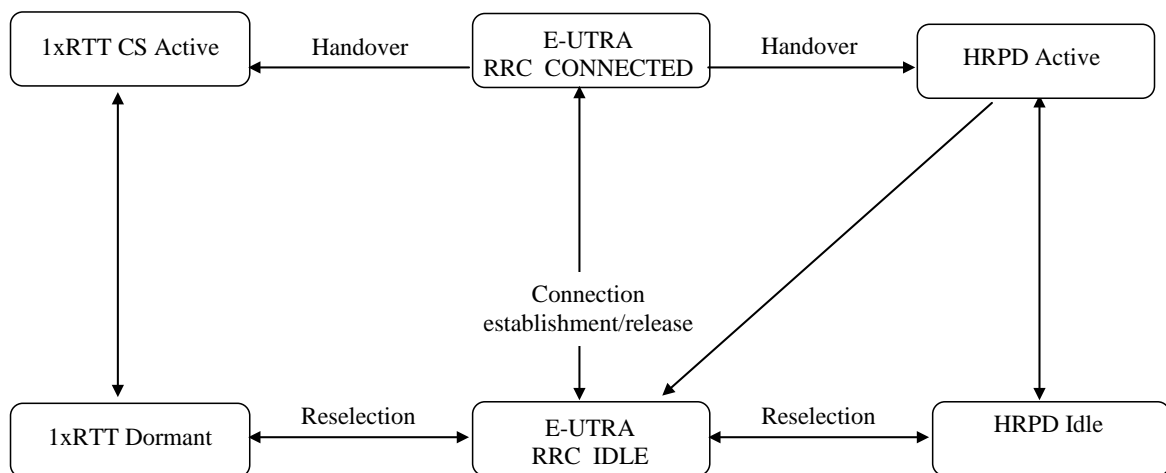 1xRTT CS Active
Handover
E-UTRA
RRC CONNECTED
Handover
HRPD Active
Connection
establishment/release
1xRTT Dormant
Reselection
E-UTRA
RRC IDLE
Reselection
HRPD Idle